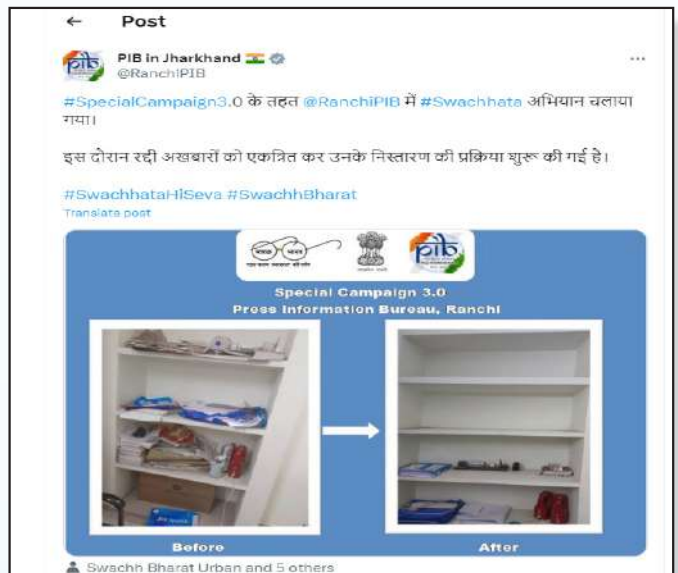 ← Post
PIB in Jharkhand
@RanchiPIB
#SpecialCampaign3.0 के तहत @RanchiPIB में #Swachhata अभियान चलाया
गया।
इस दौरान रद्दी अखबारों को एकत्रित कर उनके निस्तारण की प्रक्रिया शुरू की गई है।
#SwachhataHiSeva #SwachhBharat
Translate post
pib
Special Campaign 3.0
Press Information Bureau, Ranchi
Before
After
Swachh Bharat Urban and 5 others